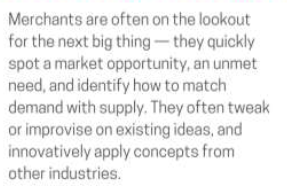 Merchants are often on the lookout
for the next big thing — they quickly
spot a market opportunity, an unmet
need, and identify how to match
demand with supply. They often tweak
or improvise on existing ideas, and
innovatively apply concepts from
other industries.